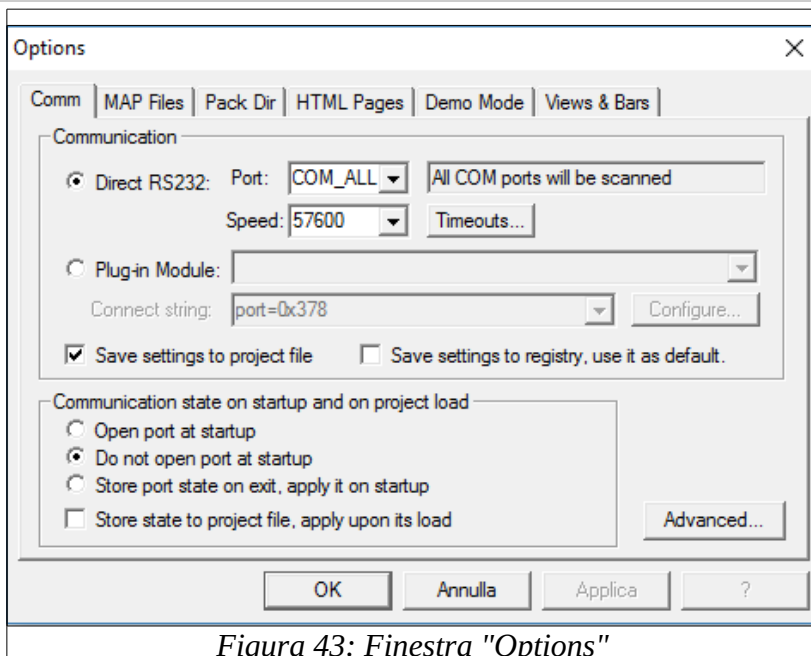 Options
Comm MAP Files Pack Dir HTML Pages Demo Mode Views & Bars
Communication
Direct RS232: Port: COM_ALL All COM ports will be scanned
Speed: 57600 Timeouts...
Plug-in Module:
Connect string: port=0x378 Configure...
Save settings to project file Save settings to registry, use it as default.
Communication state on startup and on project load
Open port at startup
Do not open port at startup
Store port state on exit, apply it on startup
Store state to project file, apply upon its load Advanced...
OK Annulla Applica ?
Figura 43: Finestra "Options"